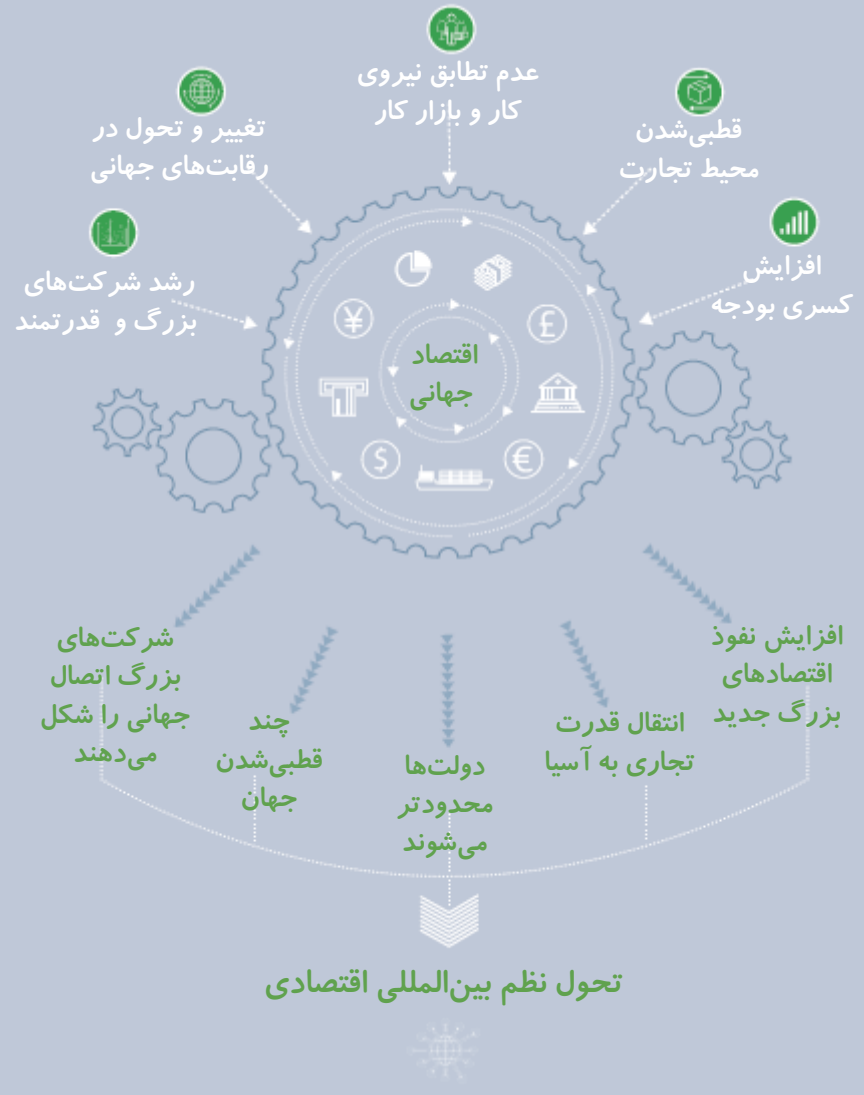 عدم تطابق نیروی
کار و بازار کار
قطبی‌شدن
محیط تجارت
تغییر و تحول در
رقابت‌های جهانی
افزایش
کسری بودجه
رشد شرکت‌های
بزرگ و قدرتمند
اقتصاد
جهانی
افزایش نفوذ
اقتصادهای
بزرگ جدید
انتقال قدرت
تجاری به آسیا
دولت‌ها
محدودتر
می‌شوند
چند
قطبی‌شدن
جهان
شرکت‌های
بزرگ اتصال
جهانی را شکل
می‌دهند
تحول نظم بین‌المللی اقتصادی